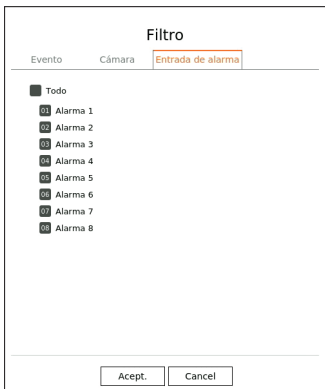 Filtro
Evento Cámara Entrada de alarma
Todo
01 Alarma 1
02 Alarma 2
03 Alarma 3
04 Alarma 4
05 Alarma 5
06 Alarma 6
07 Alarma 7
08 Alarma 8
Acept. Cancel